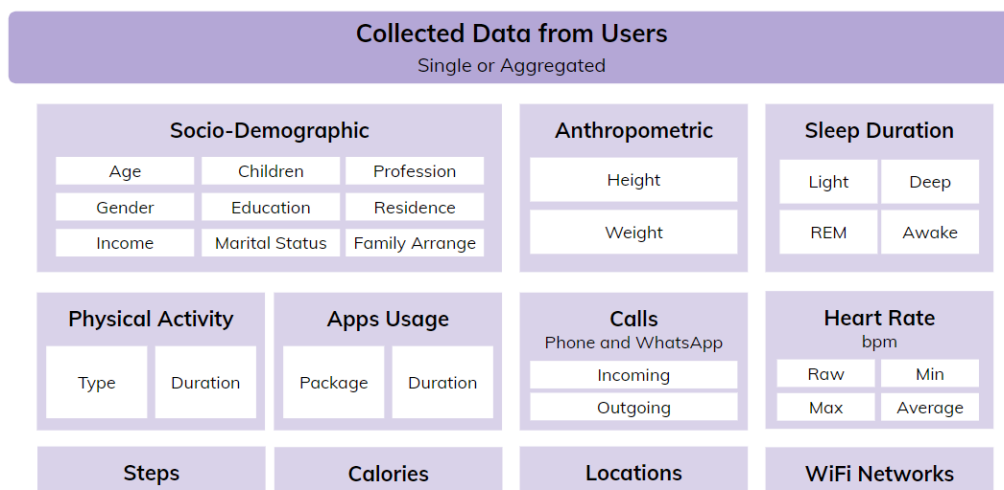 Collected Data from Users
Single or Aggregated
Socio-Demographic
Age
Children
Profession
Gender
Education
Residence
Income
Marital Status
Family Arrange
Anthropometric
Height
Weight
Sleep Duration
Light
Deep
REM
Awake
Physical Activity
Type
Duration
Apps Usage
Package
Duration
Calls
Phone and WhatsApp
Incoming
Outgoing
Heart Rate
bpm
Raw
Min
Max
Average
Steps
Calories
Locations
WiFi Networks